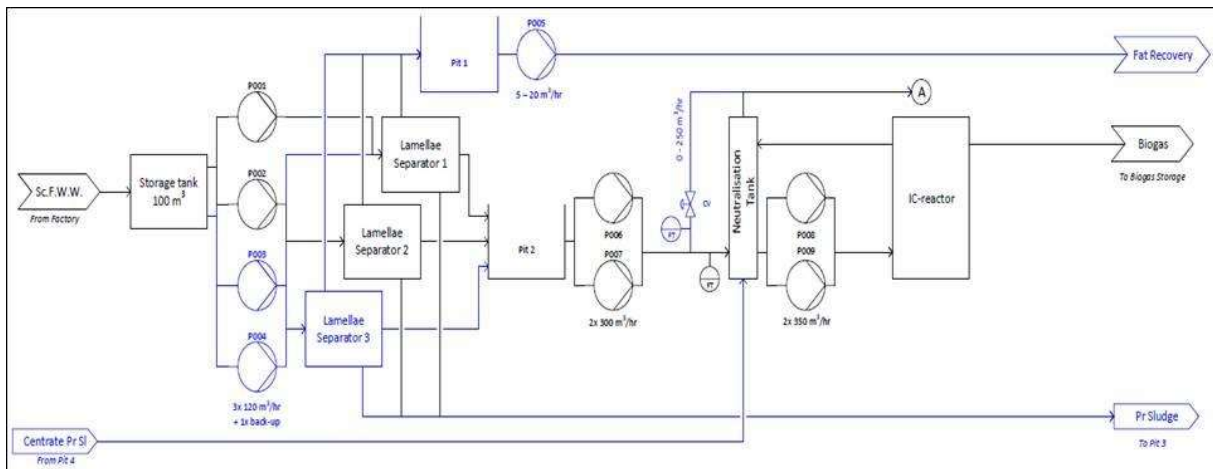 P005
Pit 1
5 – 20 m³/hr
Fat Recovery
P001
Lamellae
Separator 1
0 – 250 m³/hr
A
Neutralisation
Tank
IC-reactor
Biogas
To Biogas Storage
Sc.F.W.W.
From Factory
Storage tank
100 m³
P002
Lamellae
Separator 2
Pit 2
P006
P007
2x 300 m³/hr
FT
FT
P008
P009
2x 350 m³/hr
P003
Lamellae
Separator 3
P004
3x 120 m³/hr
+ 1x back-up
Pr Sludge
To Pit 3
Centrate Pr Sl
From Pit 4